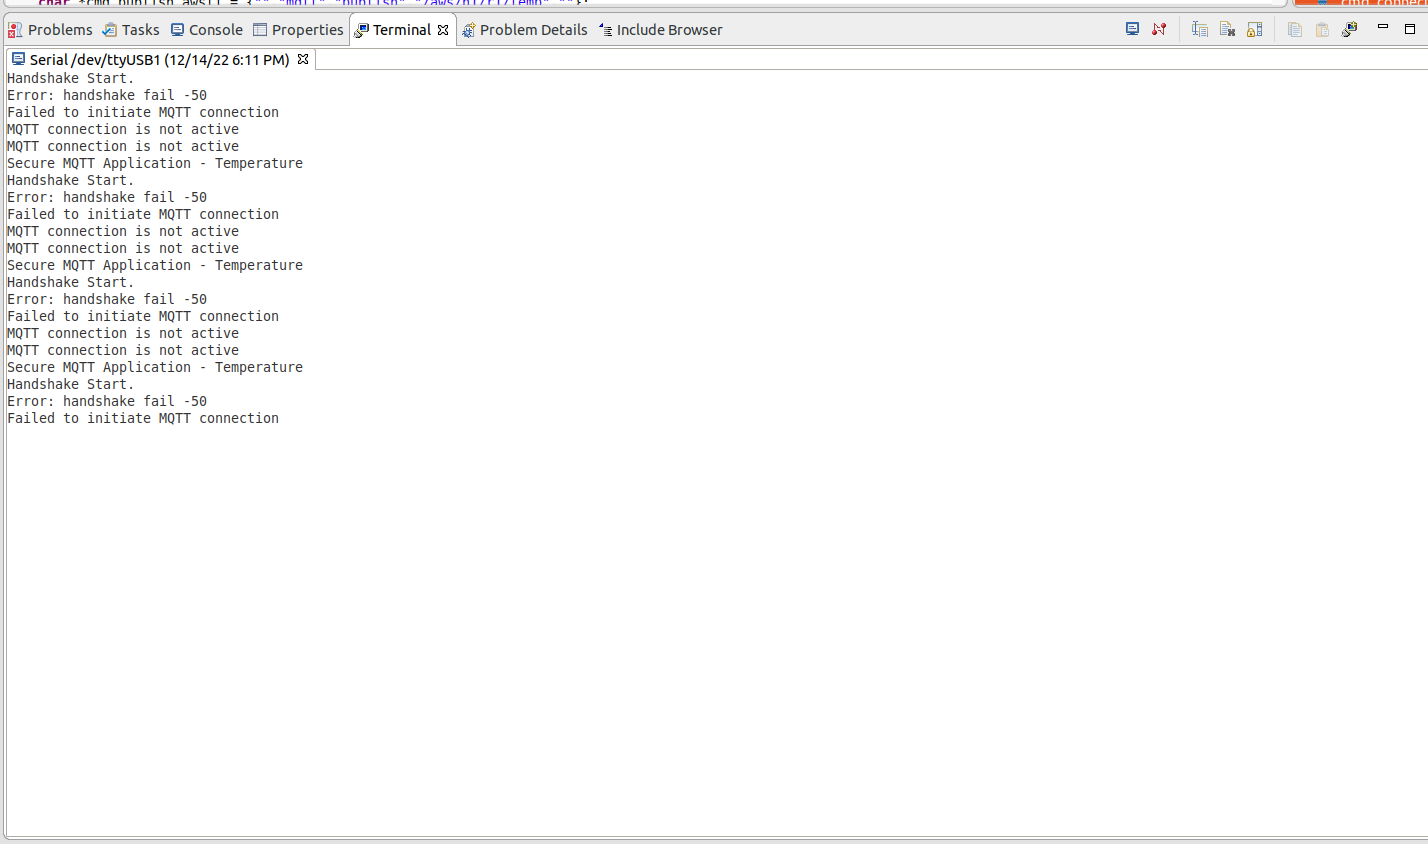 Problems Tasks Console Properties Terminal Problem Details Include Browser
Serial /dev/ttyUSB1 (12/14/22 6:11 PM)
Handshake Start.
Error: handshake fail -50
Failed to initiate MQTT connection
MQTT connection is not active
MQTT connection is not active
Secure MQTT Application - Temperature
Handshake Start.
Error: handshake fail -50
Failed to initiate MQTT connection
MQTT connection is not active
MQTT connection is not active
Secure MQTT Application - Temperature
Handshake Start.
Error: handshake fail -50
Failed to initiate MQTT connection
MQTT connection is not active
MQTT connection is not active
Secure MQTT Application - Temperature
Handshake Start.
Error: handshake fail -50
Failed to initiate MQTT connection